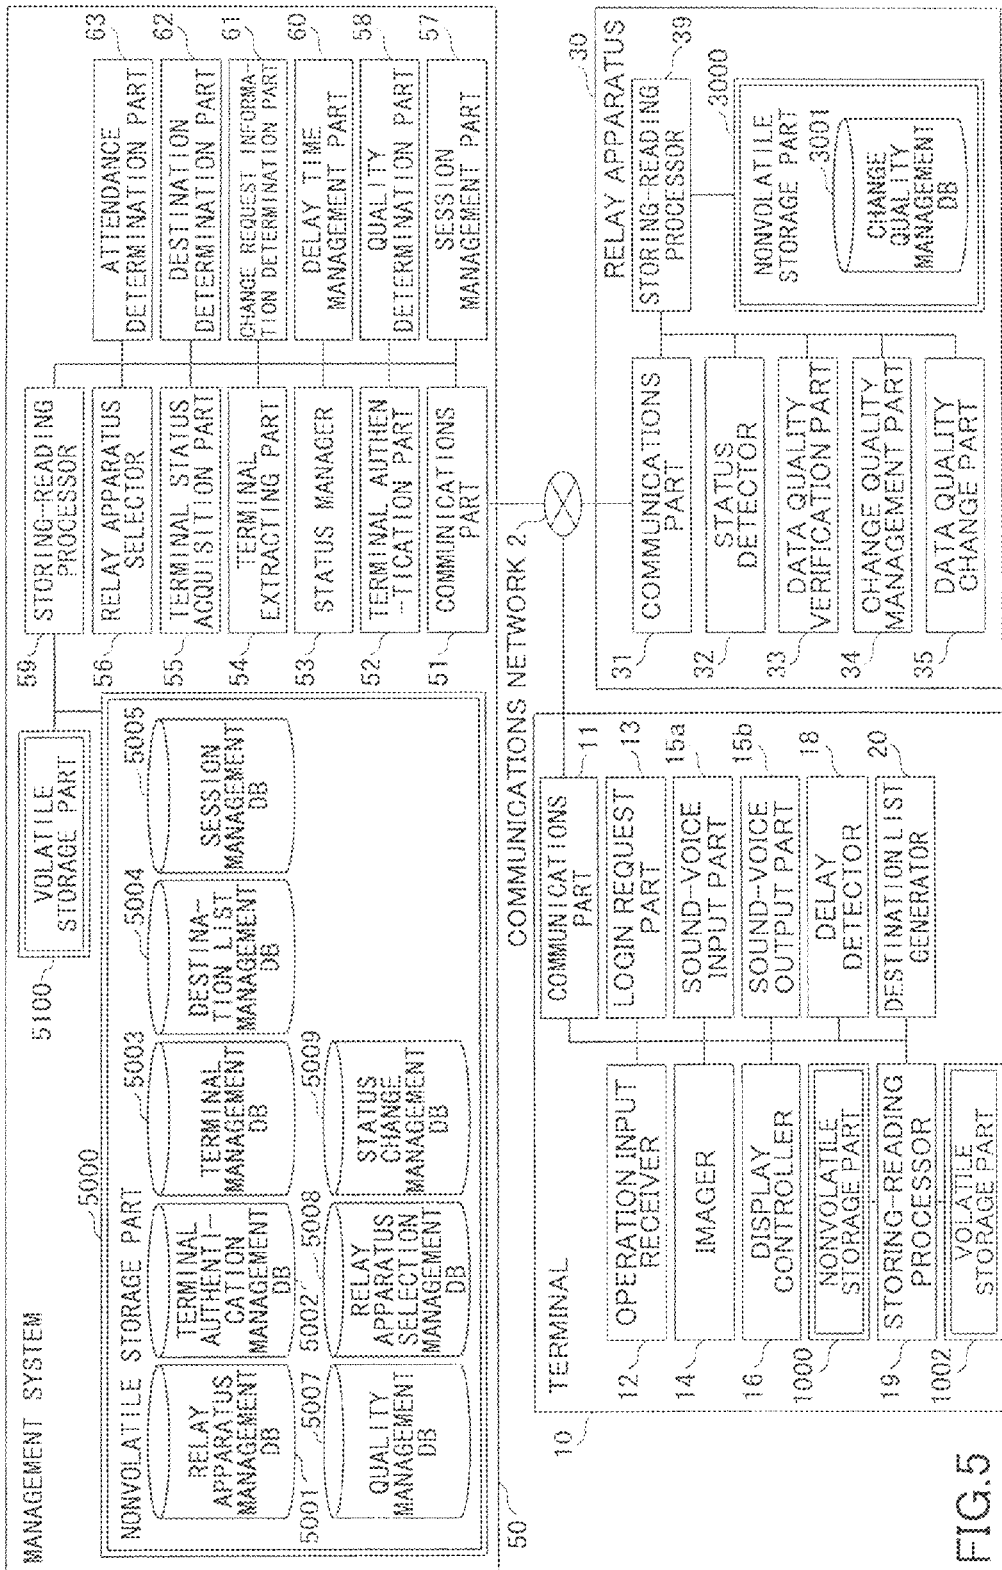 MANAGEMENT SYSTEM
50
NONVOLATILE STORAGE PART
5000
RELAY
APPARATUS
MANAGEMENT
DB
5001
TERMINAL
AUTHENTI-
CATION
MANAGEMENT
DB
5002
TERMINAL
MANAGEMENT
DB
5003
DESTINA-
TION LIST
MANAGEMENT
DB
5004
SESSION
MANAGEMENT
DB
5005
QUALITY
MANAGEMENT
DB
5007
RELAY
APPARATUS
SELECTION
MANAGEMENT
DB
5008
STATUS
CHANGE
MANAGEMENT
DB
5009
VOLATILE
STORAGE PART
5100
59
STORING-READING
PROCESSOR
56
RELAY APPARATUS
SELECTOR
55
TERMINAL STATUS
ACQUISITION PART
54
TERMINAL
EXTRACTING PART
53
STATUS MANAGER
52
TERMINAL AUTHEN
-TICATION PART
51
COMMUNICATIONS
PART
63
ATTENDANCE
DETERMINATION PART
62
DESTINATION
DETERMINATION PART
61
CHANGE REQUEST INFORMA-
TION DETERMINATION PART
60
DELAY TIME
MANAGEMENT PART
58
QUALITY
DETERMINATION PART
57
SESSION
MANAGEMENT PART
COMMUNICATIONS NETWORK 2
10
TERMINAL
12
OPERATION INPUT
RECEIVER
14
IMAGER
16
DISPLAY
CONTROLLER
1000
NONVOLATILE
STORAGE PART
19
STORING-READING
PROCESSOR
1002
VOLATILE
STORAGE PART
COMMUNICATIONS
PART
11
LOGIN REQUEST
PART
13
SOUND-VOICE
INPUT PART
15a
SOUND-VOICE
OUTPUT PART
15b
DELAY
DETECTOR
18
DESTINATION LIST
GENERATOR
20
RELAY APPARATUS
30
31
COMMUNICATIONS
PART
32
STATUS
DETECTOR
33
DATA QUALITY
VERIFICATION PART
34
CHANGE QUALITY
MANAGEMENT PART
35
DATA QUALITY
CHANGE PART
STORING-READING
PROCESSOR
39
NONVOLATILE
STORAGE PART
3000
CHANGE
QUALITY
MANAGEMENT
DB
3001
FIG.5